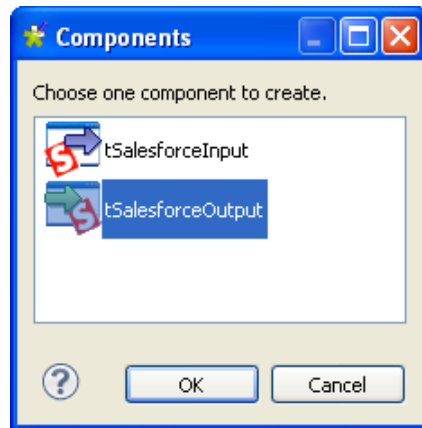 Components
Choose one component to create.
tSalesforceInput
tSalesforceOutput
?
OK
Cancel